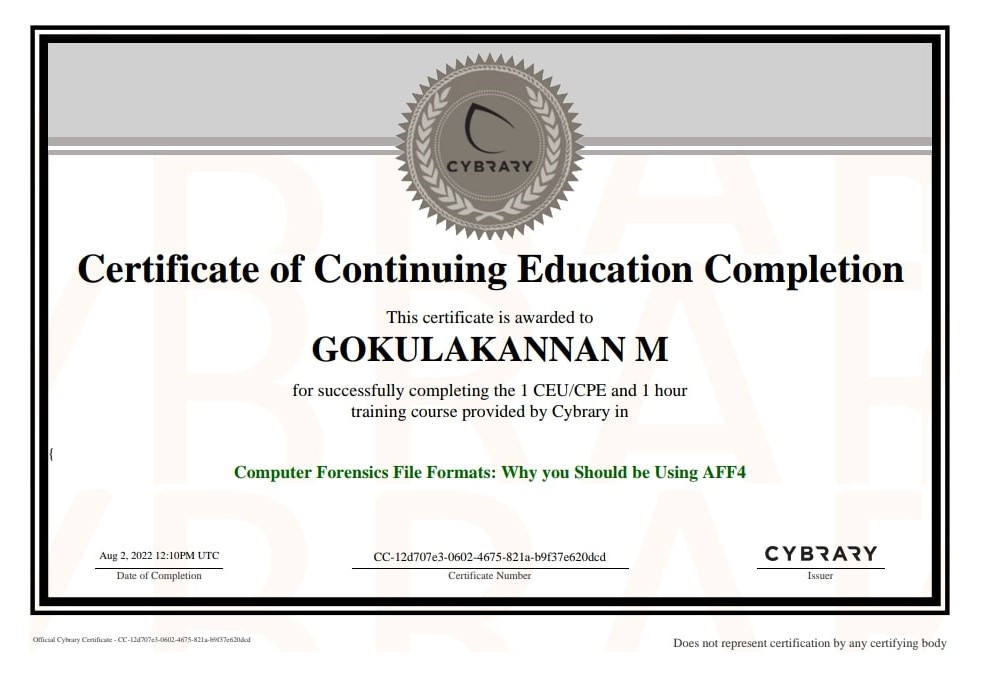 CYBRARY
Certificate of Continuing Education Completion
This certificate is awarded to
GOKULAKANNAN M
for successfully completing the 1 CEU/CPE and 1 hour
training course provided by Cybrary in
{
Computer Forensics File Formats: Why you Should be Using AFF4
Aug 2, 2022 12:10PM UTC
Date of Completion
CC-12d707e3-0602-4675-821a-b9f37e620dcd
Certificate Number
CYBRARY
Issuer
Official Cybrary Certificate - CC-12d707e3-0602-4675-821a-b9f37e620dcd
Does not represent certification by any certifying body